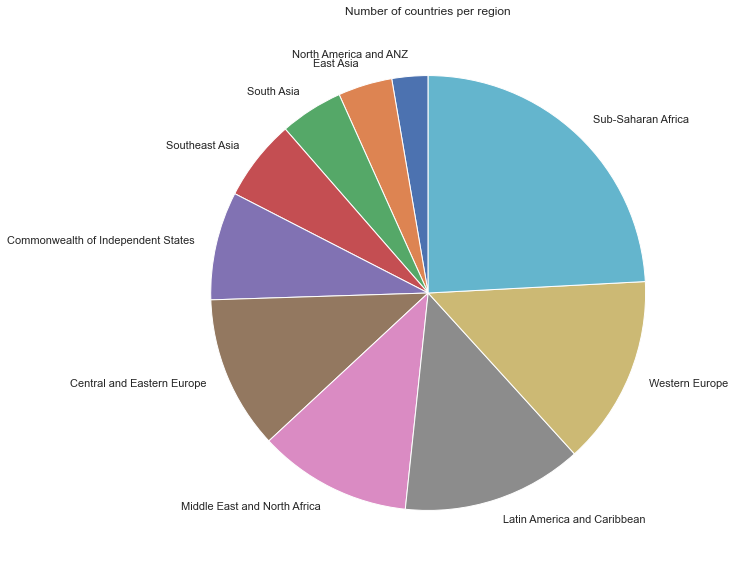 Number of countries per region
North America and ANZ
East Asia
South Asia
Sub-Saharan Africa
Southeast Asia
Commonwealth of Independent States
Central and Eastern Europe
Western Europe
Middle East and North Africa
Latin America and Caribbean